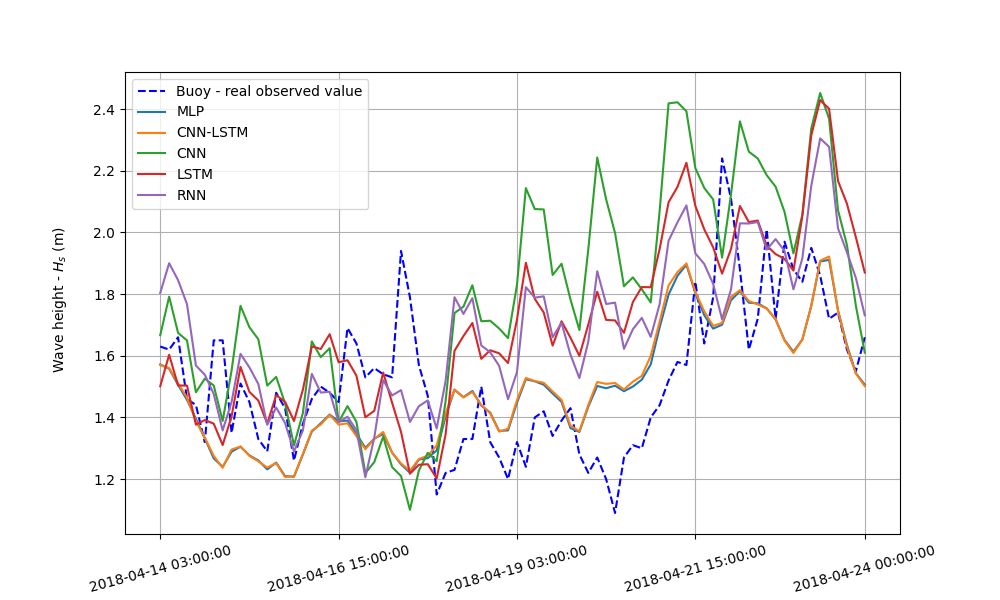 Buoy - real observed value
MLP
CNN-LSTM
CNN
LSTM
RNN
Wave height - Hs (m)
2.4
2.2
2.0
1.8
1.6
1.4
1.2
2018-04-14 03:00:00
2018-04-16 15:00:00
2018-04-19 03:00:00
2018-04-21 15:00:00
2018-04-24 00:00:00